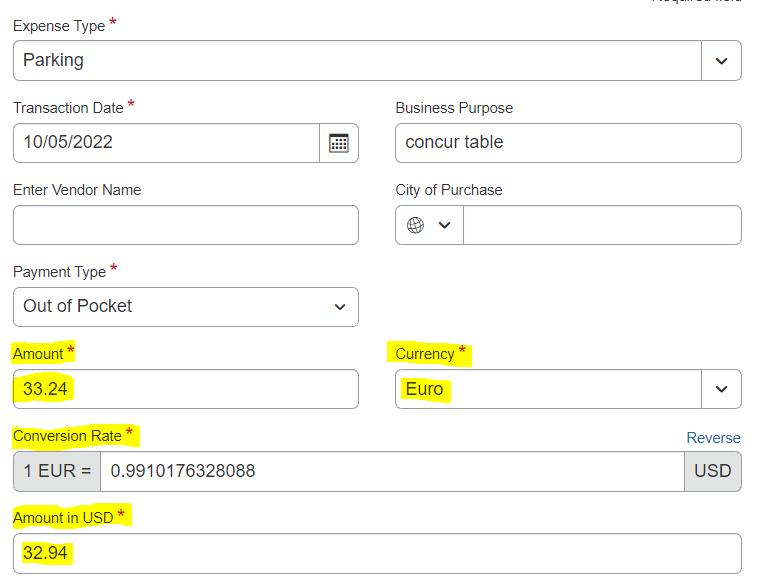 Expense Type *
Parking
Transaction Date *
Business Purpose
10/05/2022
concur table
Enter Vendor Name
City of Purchase
Payment Type *
Out of Pocket
Amount *
Currency *
33.24
Euro
Conversion Rate *
Reverse
1 EUR = 0.9910176328088 USD
Amount in USD *
32.94